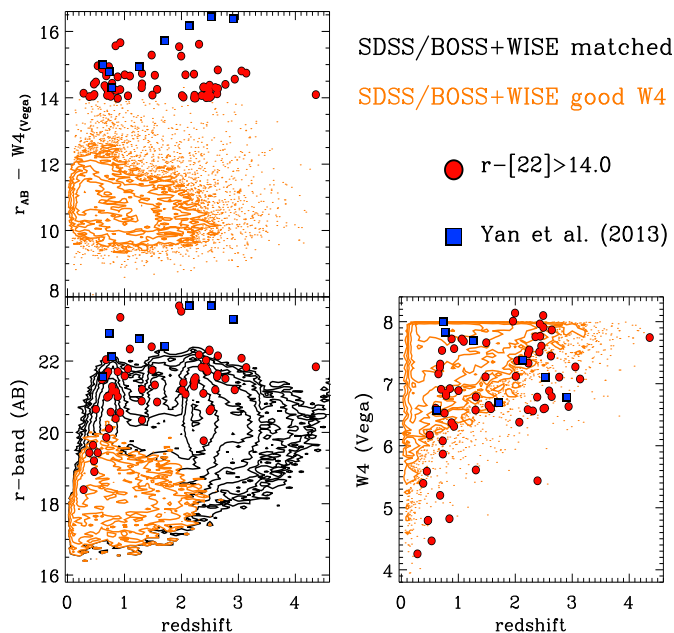 16
14
12
10
8
r_AB − W4_(Vega)
SDSS/BOSS+WISE matched
SDSS/BOSS+WISE good W4
r−[22]>14.0
Yan et al. (2013)
22
20
18
16
r−band (AB)
0 1 2 3 4
redshift
8
7
6
5
4
W4 (Vega)
0 1 2 3 4
redshift